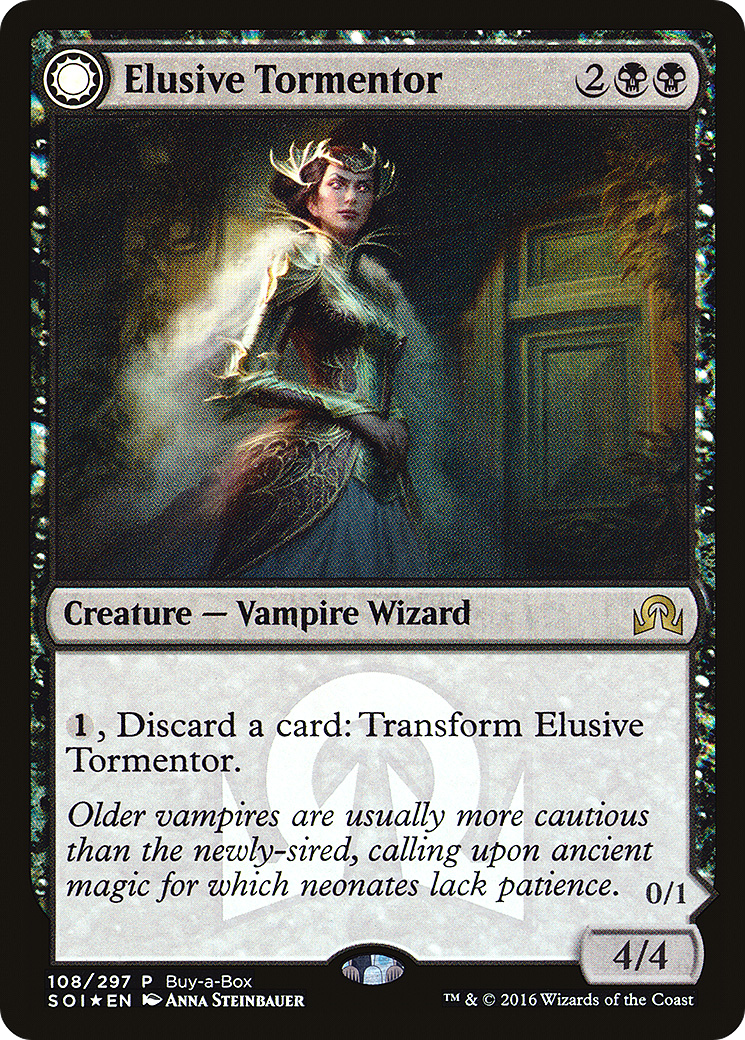 Elusive Tormentor 2
Creature — Vampire Wizard
1, Discard a card: Transform Elusive
Tormentor.
Older vampires are usually more cautious
than the newly-sired, calling upon ancient
magic for which neonates lack patience.
0/1
4/4
108/297 P Buy-a-Box
SOI★EN Anna Steinbauer
™ & © 2016 Wizards of the Coast